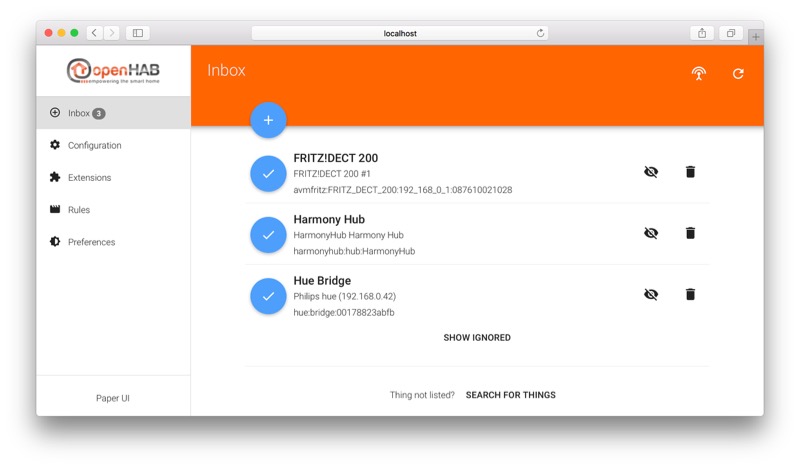 localhost
openHAB
empowering the smart home
Inbox 3
Configuration
Extensions
Rules
Preferences
Paper UI
Inbox
FRITZ!DECT 200
FRITZ!DECT 200 #1
avmfritz:FRITZ_DECT_200:192_168_0_1:087610021028
Harmony Hub
HarmonyHub Harmony Hub
harmonyhub:hub:HarmonyHub
Hue Bridge
Philips hue (192.168.0.42)
hue:bridge:00178823abfb
SHOW IGNORED
Thing not listed? SEARCH FOR THINGS